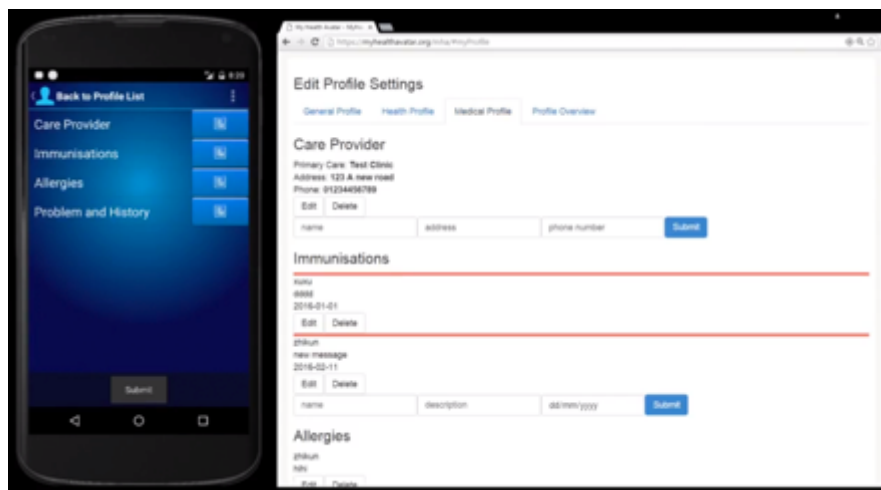 8:20
Back to Profile List
Care Provider
Immunisations
Allergies
Problem and History
Submit
Edit Profile Settings
General Profile Health Profile Medical Profile Profile Overview
Care Provider
Primary Care: Test Clinic
Address: 123 A new road
Phone: 01234456789
Edit Delete
name address phone number Submit
Immunisations
dddd
2016-01-01
Edit Delete
zhikun
new message
2016-02-11
Edit Delete
name description dd/mm/yyyy Submit
Allergies
zhikun
Edit Delete